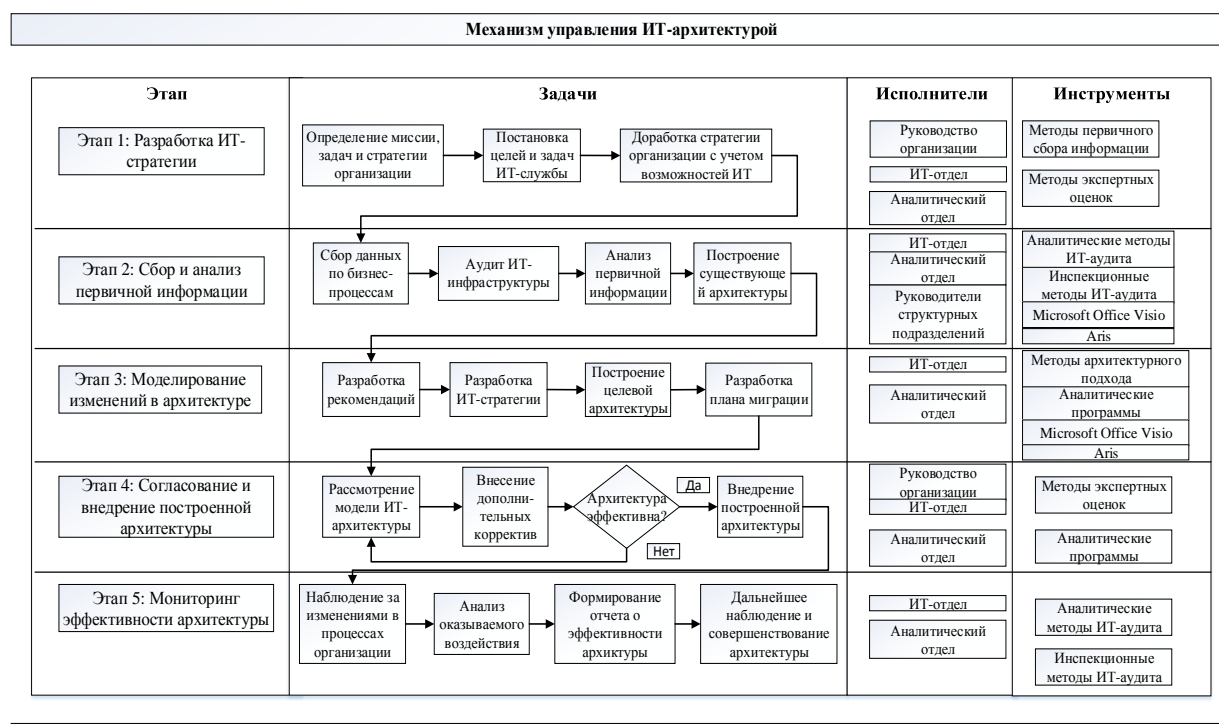 Механизм управления ИТ-архитектурой
Этап
Задачи
Исполнители
Инструменты
Этап 1: Разработка ИТ-
стратегии
Определение миссии,
задач и стратегии
организации
Постановка
целей и задач
ИТ-службы
Доработка стратегии
организации с учетом
возможностей ИТ
Руководство
организации
ИТ-отдел
Аналитический
отдел
Методы первичного
сбора информации
Методы экспертных
оценок
Этап 2: Сбор и анализ
первичной информации
Сбор данных
по бизнес-
процессам
Аудит ИТ-
инфраструктуры
Анализ
первичной
информации
Построение
существующе
й архитектуры
ИТ-отдел
Аналитический
отдел
Руководители
структурных
подразделений
Аналитические методы
ИТ-аудита
Инспекционные
методы ИТ-аудита
Microsoft Office Visio
Aris
Этап 3: Моделирование
изменений в архитектуре
Разработка
рекомендаций
Разработка
ИТ-стратегии
Построение
целевой
архитектуры
Разработка
плана миграции
ИТ-отдел
Аналитический
отдел
Методы архитектурного
подхода
Аналитические
программы
Microsoft Office Visio
Aris
Этап 4: Согласование и
внедрение построенной
архитектуры
Рассмотрение
модели ИТ-
архитектуры
Внесение
дополни-
тельных
корректив
Архитектура
эффективна?
Да
Нет
Внедрение
построенной
архитектуры
Руководство
организации
ИТ-отдел
Аналитический
отдел
Методы экспертных
оценок
Аналитические
программы
Этап 5: Мониторинг
эффективности архитектуры
Наблюдение за
изменениями в
процессах
организации
Анализ
оказываемого
воздействия
Формирование
отчета о
эффективности
архиктуры
Дальнейшее
наблюдение и
совершенствование
архитектуры
ИТ-отдел
Аналитический
отдел
Аналитические
методы ИТ-аудита
Инспекционные
методы ИТ-аудита